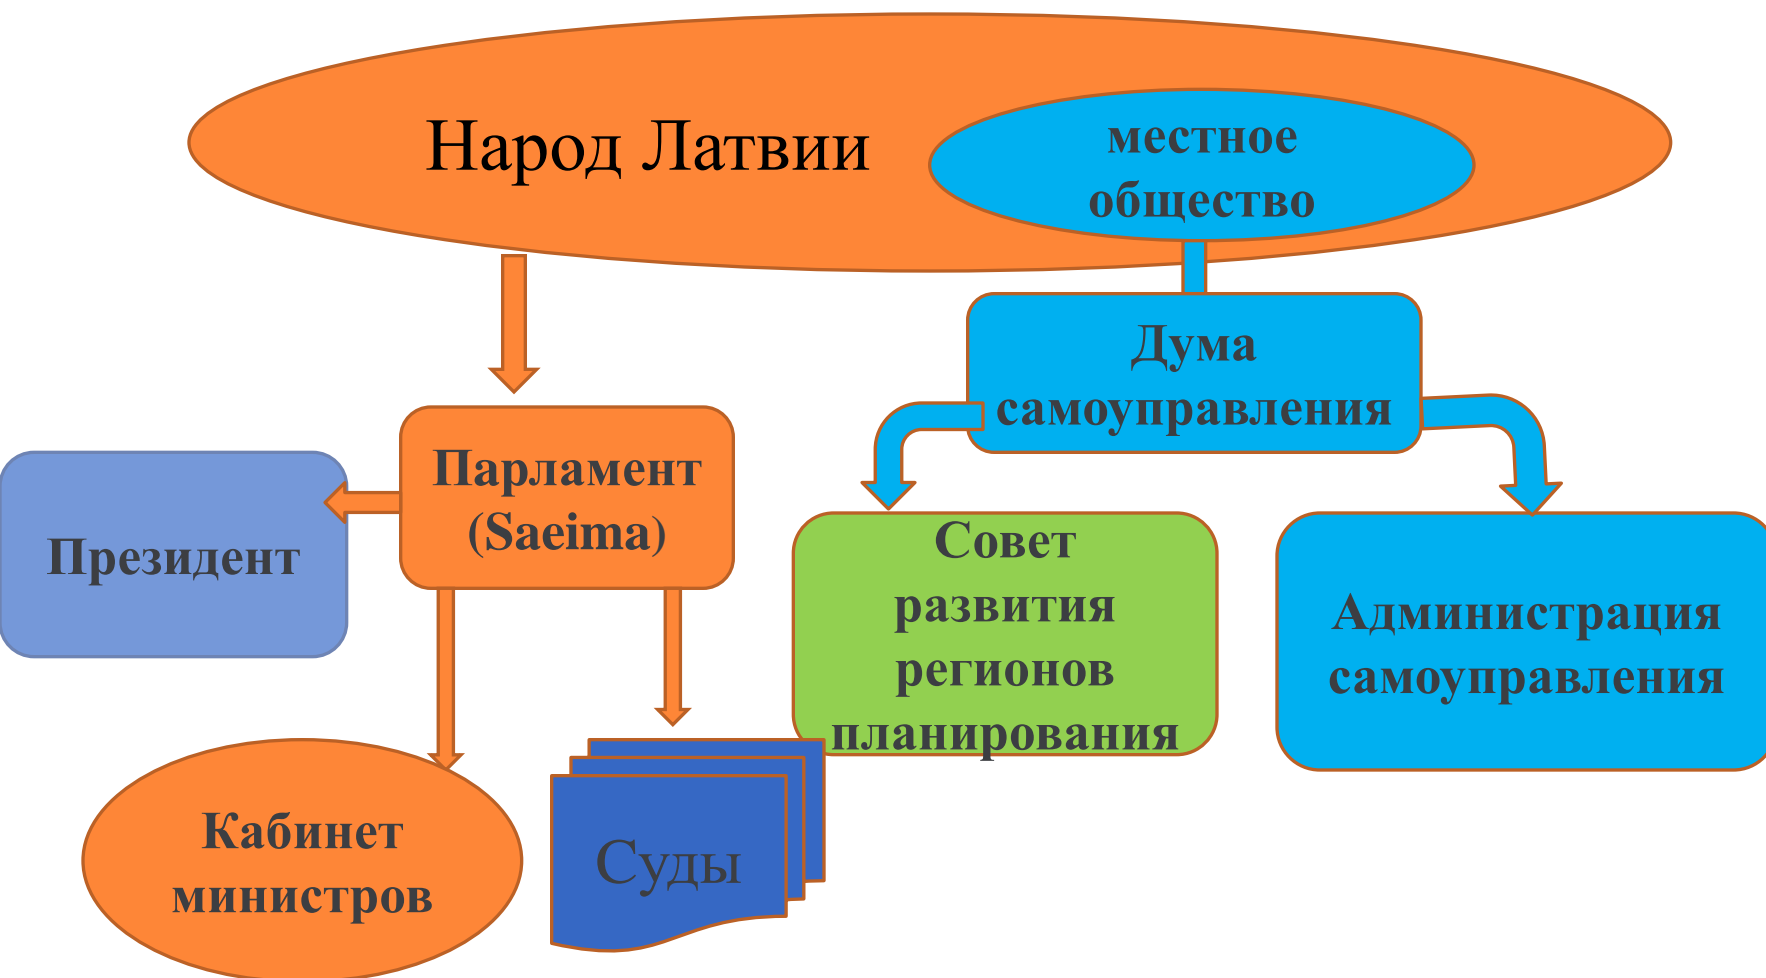 Народ Латвии
местное
общество
Дума
самоуправления
Парламент
(Saeima)
Президент
Совет
развития
регионов
планирования
Администрация
самоуправления
Кабинет
министров
Суды